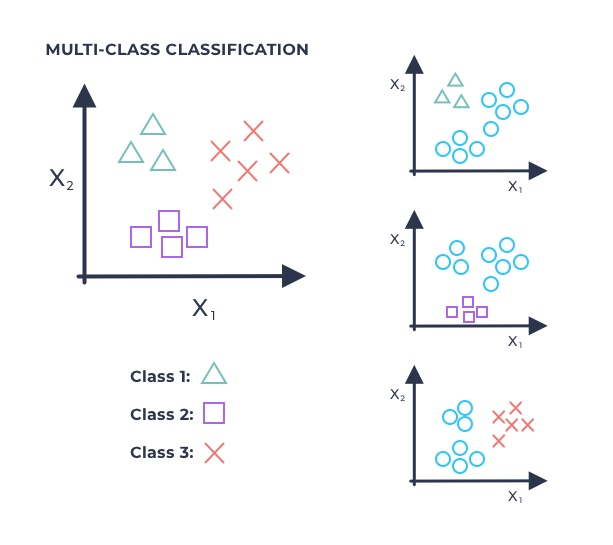 MULTI-CLASS CLASSIFICATION
X₂
X₁
Class 1:
Class 2:
Class 3:
X₂
X₁
X₂
X₁
X₂
X₁